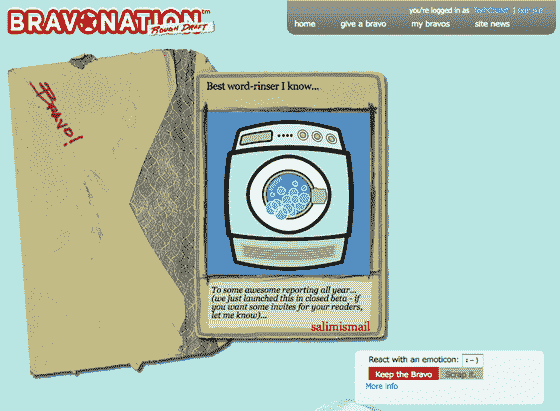 BRAVONATION™
ROUGH DRAFT
you're logged in as
home give a bravo my bravos site news
Bravo!
Best word-rinser I know...
To some awesome reporting all year...
(we just launched this in closed beta - if
you want some invites for your readers,
let me know)...
salimismail
React with an emoticon: :-)
Keep the Bravo Scrap it.
More info